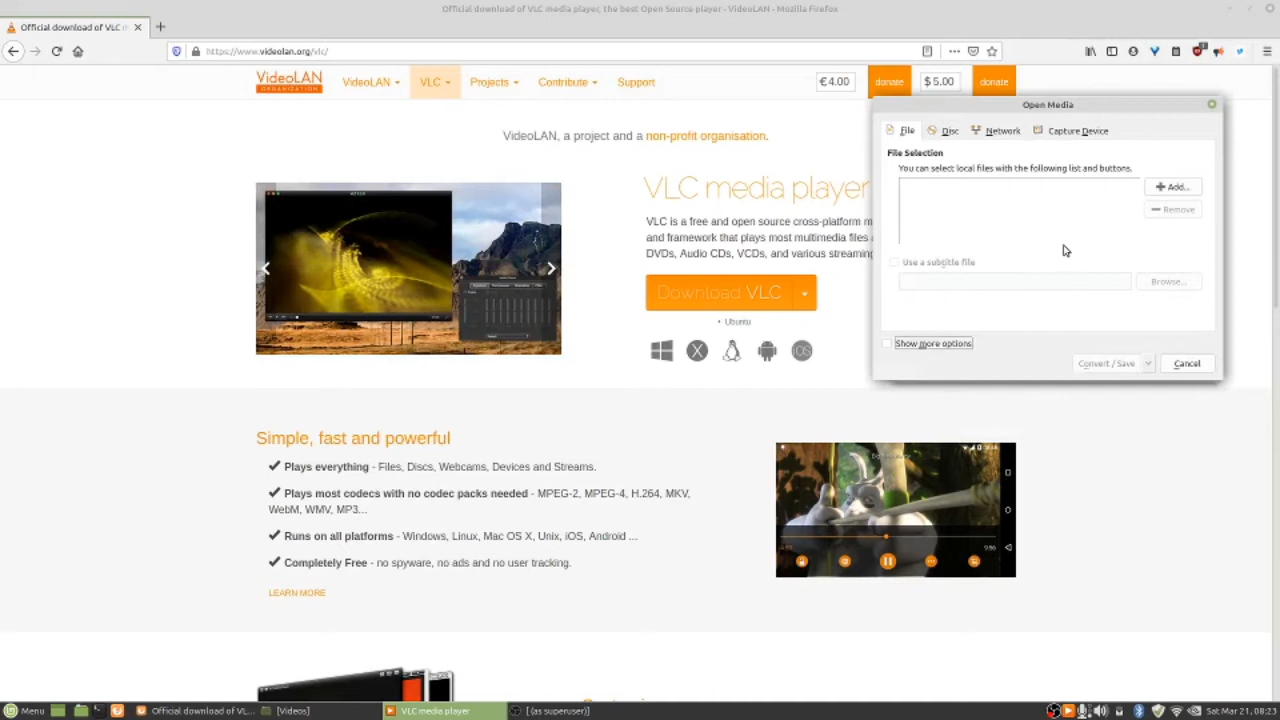 Official download of VLC media player, the best Open Source player - VideoLAN - Mozilla Firefox
Official download of VLC m
https://www.videolan.org/vlc/
VideoLAN
ORGANIZATION
VideoLAN
VLC
Projects
Contribute
Support
€ 4.00
donate
$ 5.00
donate
VideoLAN, a project and a non-profit organisation.
VLC media player
VLC is a free and open source cross-platform m
and framework that plays most multimedia files
DVDs, Audio CDs, VCDs, and various streaming
Download VLC
• Ubuntu
iOS
Open Media
File
Disc
Network
Capture Device
File Selection
You can select local files with the following list and buttons.
Add...
Remove
Use a subtitle file
Browse...
Show more options
Convert / Save
Cancel
Simple, fast and powerful
Plays everything - Files, Discs, Webcams, Devices and Streams.
Plays most codecs with no codec packs needed - MPEG-2, MPEG-4, H.264, MKV,
WebM, WMV, MP3...
Runs on all platforms - Windows, Linux, Mac OS X, Unix, iOS, Android ...
Completely Free - no spyware, no ads and no user tracking.
LEARN MORE
9:56
Menu
Official download of VL...
[Videos]
VLC media player
[ (as superuser)]
Sat Mar 21, 08:23